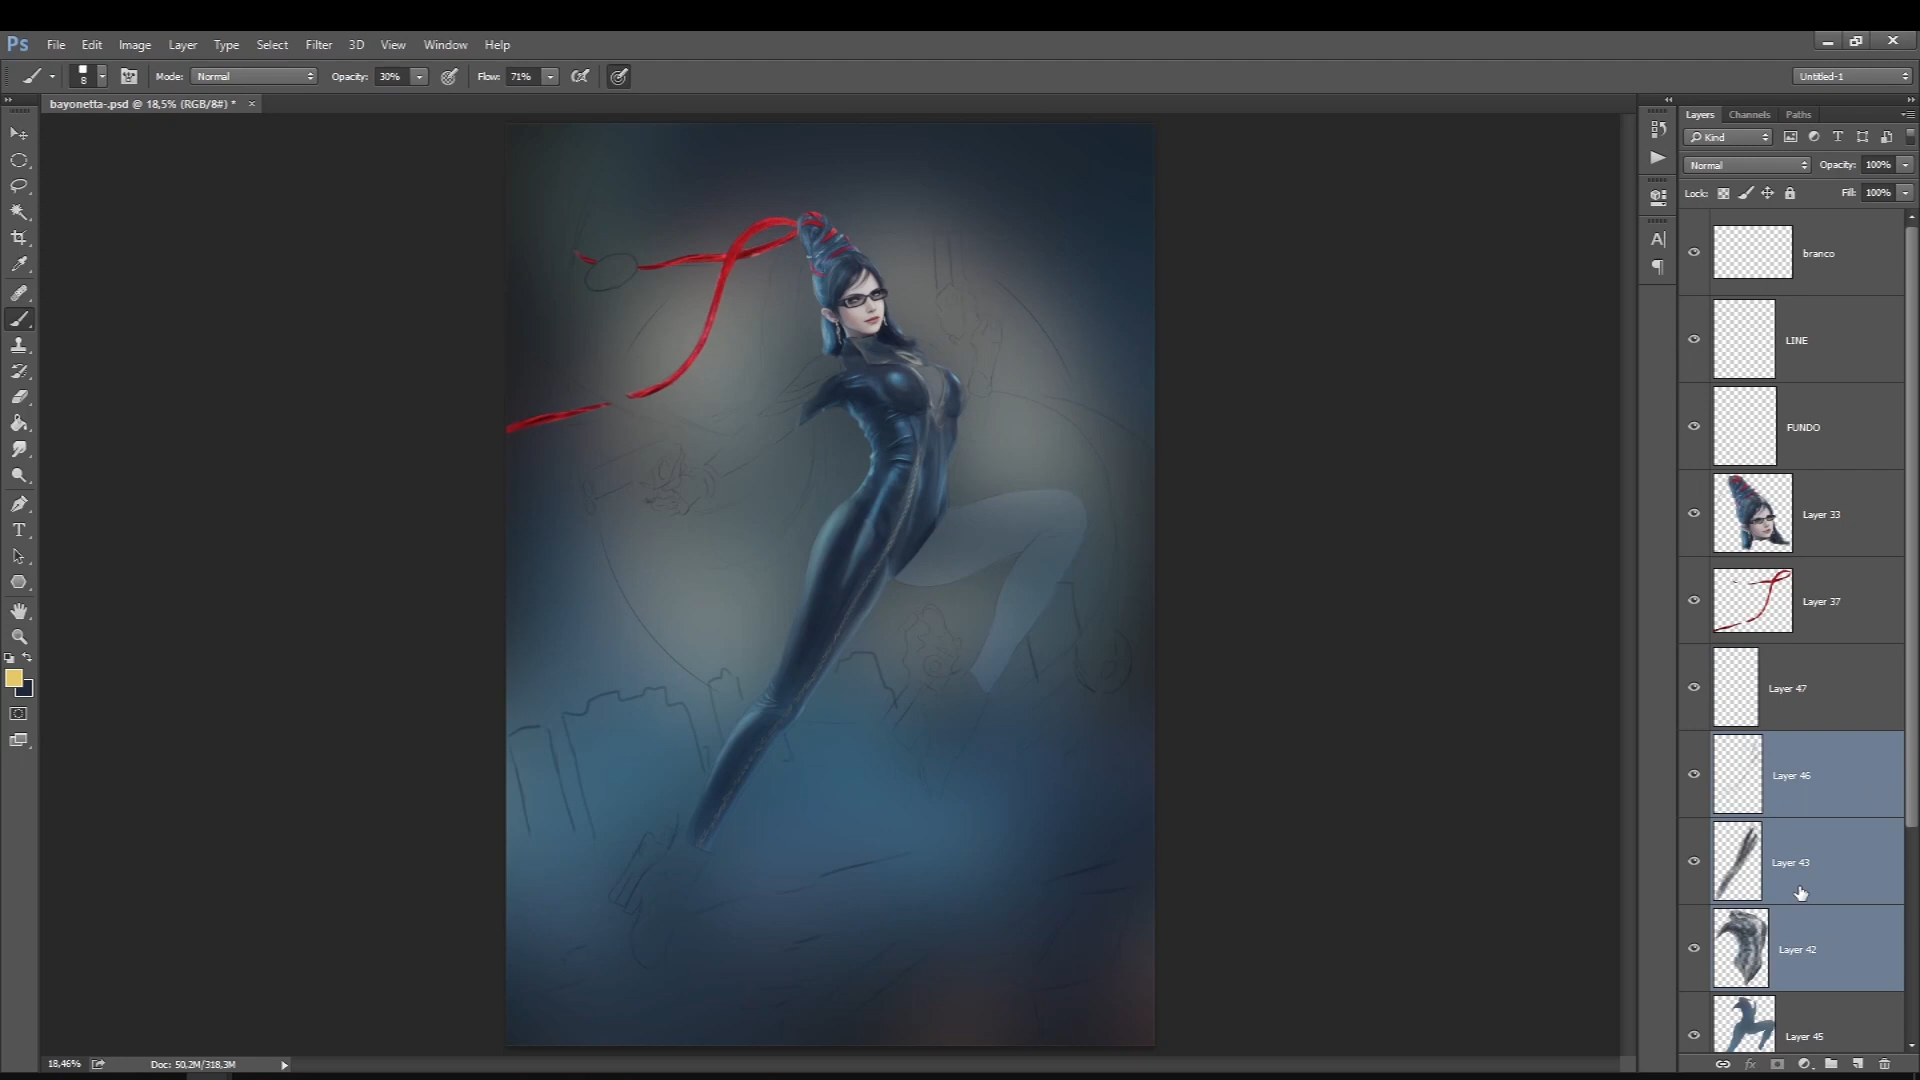 Ps File Edit Image Layer Type Select Filter 3D View Window Help
8 Mode: Normal Opacity: 30% Flow: 71% Untitled-1
bayonetta-.psd @ 18,5% (RGB/8#) * ×
Layers Channels Paths
Kind
Normal Opacity: 100%
Lock: Fill: 100%
branco
LINE
FUNDO
Layer 33
Layer 37
Layer 47
Layer 46
Layer 43
Layer 42
Layer 45
18,46% Doc: 50,2M/318,3M